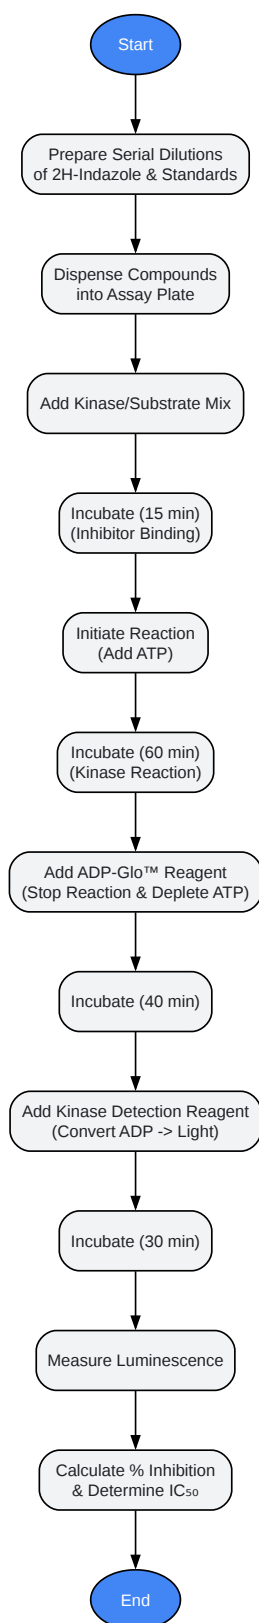 Start
Prepare Serial Dilutions
of 2H-Indazole & Standards
Dispense Compounds
into Assay Plate
Add Kinase/Substrate Mix
Incubate (15 min)
(Inhibitor Binding)
Initiate Reaction
(Add ATP)
Incubate (60 min)
(Kinase Reaction)
Add ADP-Glo™ Reagent
(Stop Reaction & Deplete ATP)
Incubate (40 min)
Add Kinase Detection Reagent
(Convert ADP -> Light)
Incubate (30 min)
Measure Luminescence
Calculate % Inhibition
& Determine IC₅₀
End